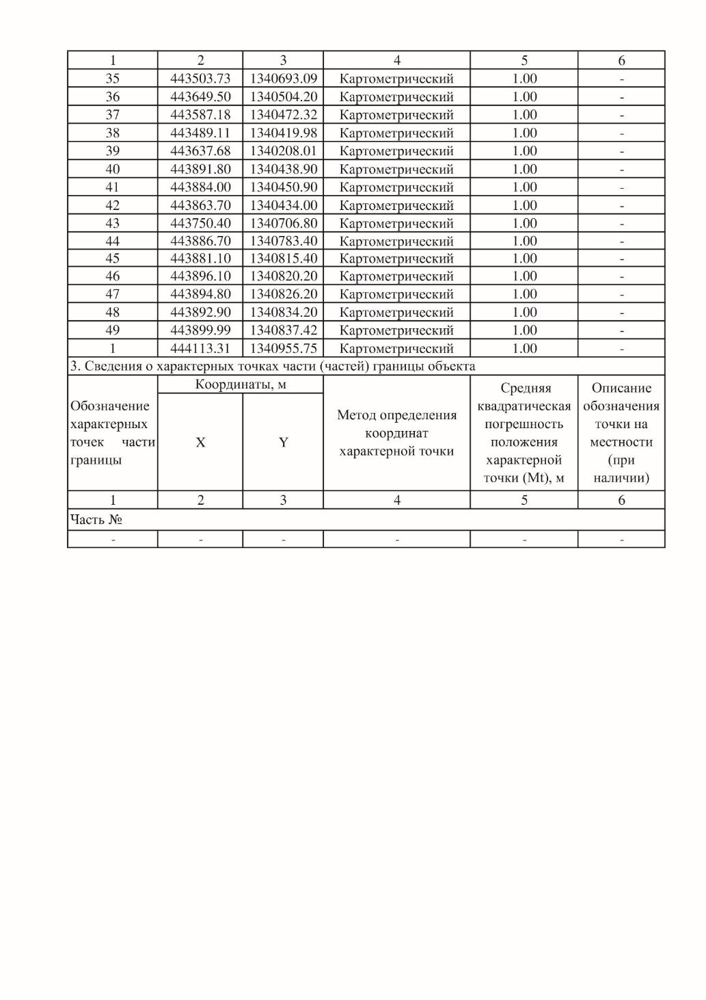 1 2 3 4 5 6
35 443503.73 1340693.09 Картометрический 1.00 -
36 443649.50 1340504.20 Картометрический 1.00 -
37 443587.18 1340472.32 Картометрический 1.00 -
38 443489.11 1340419.98 Картометрический 1.00 -
39 443637.68 1340208.01 Картометрический 1.00 -
40 443891.80 1340438.90 Картометрический 1.00 -
41 443884.00 1340450.90 Картометрический 1.00 -
42 443863.70 1340434.00 Картометрический 1.00 -
43 443750.40 1340706.80 Картометрический 1.00 -
44 443886.70 1340783.40 Картометрический 1.00 -
45 443881.10 1340815.40 Картометрический 1.00 -
46 443896.10 1340820.20 Картометрический 1.00 -
47 443894.80 1340826.20 Картометрический 1.00 -
48 443892.90 1340834.20 Картометрический 1.00 -
49 443899.99 1340837.42 Картометрический 1.00 -
1 444113.31 1340955.75 Картометрический 1.00 -
3. Сведения о характерных точках части (частей) границы объекта
Обозначение
характерных
точек части
границы
Координаты, м
X Y
Метод определения
координат
характерной точки
Средняя
квадратическая
погрешность
положения
характерной
точки (Mt), м
Описание
обозначения
точки на
местности
(при
наличии)
1 2 3 4 5 6
Часть №
- - - - - -